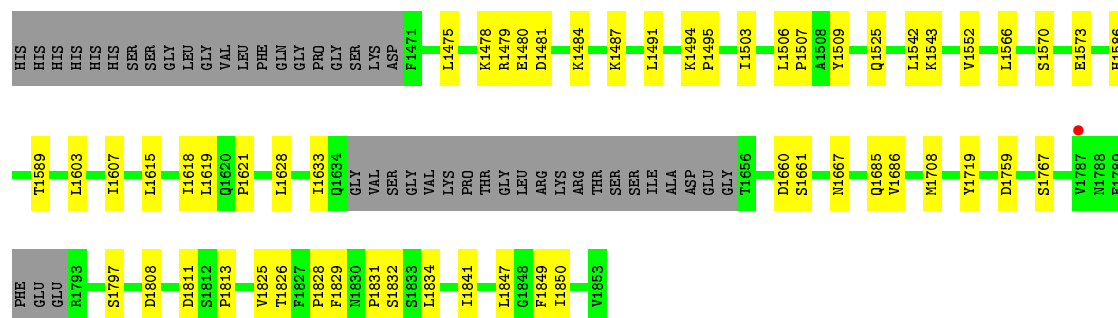 HIS HIS HIS HIS HIS HIS SER SER GLY LEU GLY VAL LEU PHE GLN GLY PRO GLY SER LYS ASP F1471 L1475 K1478 R1479 E1480 D1481 K1484 K1487 L1491 K1494 P1495 I1503 L1506 P1507 A1508 Y1509 Q1525 L1542 K1543 V1552 L1566 S1570 E1573 H1586
T1589 L1603 I1607 L1615 I1618 L1619 Q1620 P1621 L1628 I1633 Q1634 GLY VAL SER GLY VAL LYS PRO THR GLY LEU ARG LYS ARG THR SER SER ILE ALA ASP GLU GLY T1656 D1660 S1661 N1667 Q1685 V1686 M1708 Y1719 D1759 S1767 V1787 N1788
PHE GLU GLU R1793 S1797 D1808 D1811 S1812 P1813 V1825 T1826 F1827 P1828 F1829 N1830 P1831 S1832 S1833 L1834 I1841 L1847 G1848 F1849 I1850 V1853